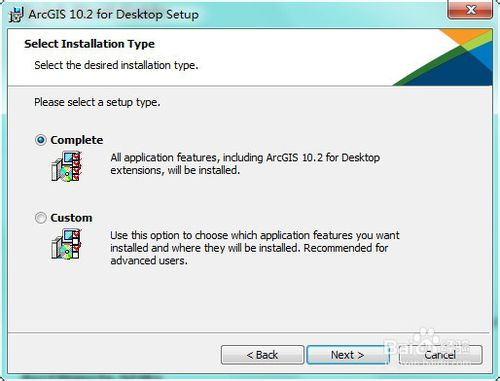 ArcGIS 10.2 for Desktop Setup
Select Installation Type
Select the desired installation type.
Please select a setup type.
Complete
All application features, including ArcGIS 10.2 for Desktop
extensions, will be installed.
Custom
Use this option to choose which application features you want
installed and where they will be installed. Recommended for
advanced users.
< Back
Next >
Cancel